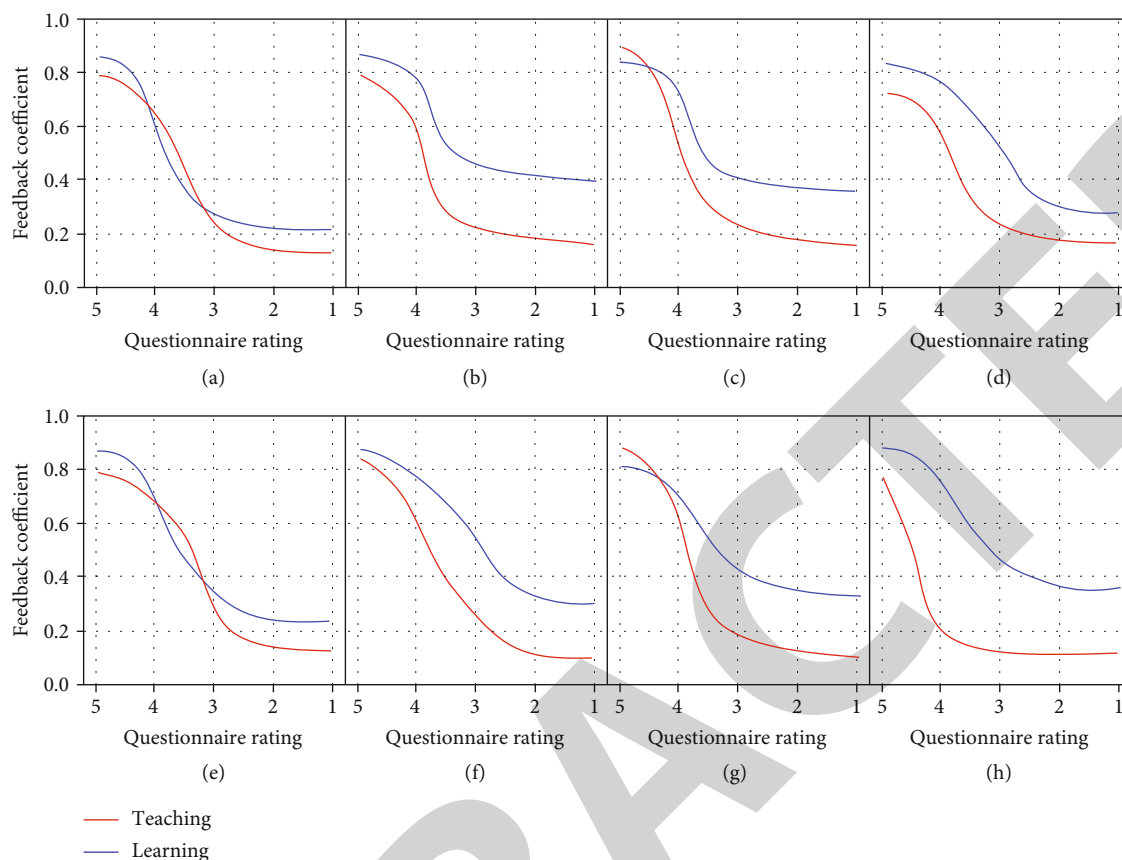 1.0
0.8
0.6
0.4
0.2
0.0
Feedback coefficient
5 4 3 2 1 5 4 3 2 1 5 4 3 2 1 5 4 3 2 1
Questionnaire rating Questionnaire rating Questionnaire rating Questionnaire rating
(a) (b) (c) (d)
1.0
0.8
0.6
0.4
0.2
0.0
Feedback coefficient
5 4 3 2 1 5 4 3 2 1 5 4 3 2 1 5 4 3 2 1
Questionnaire rating Questionnaire rating Questionnaire rating Questionnaire rating
(e) (f) (g) (h)
Teaching
Learning